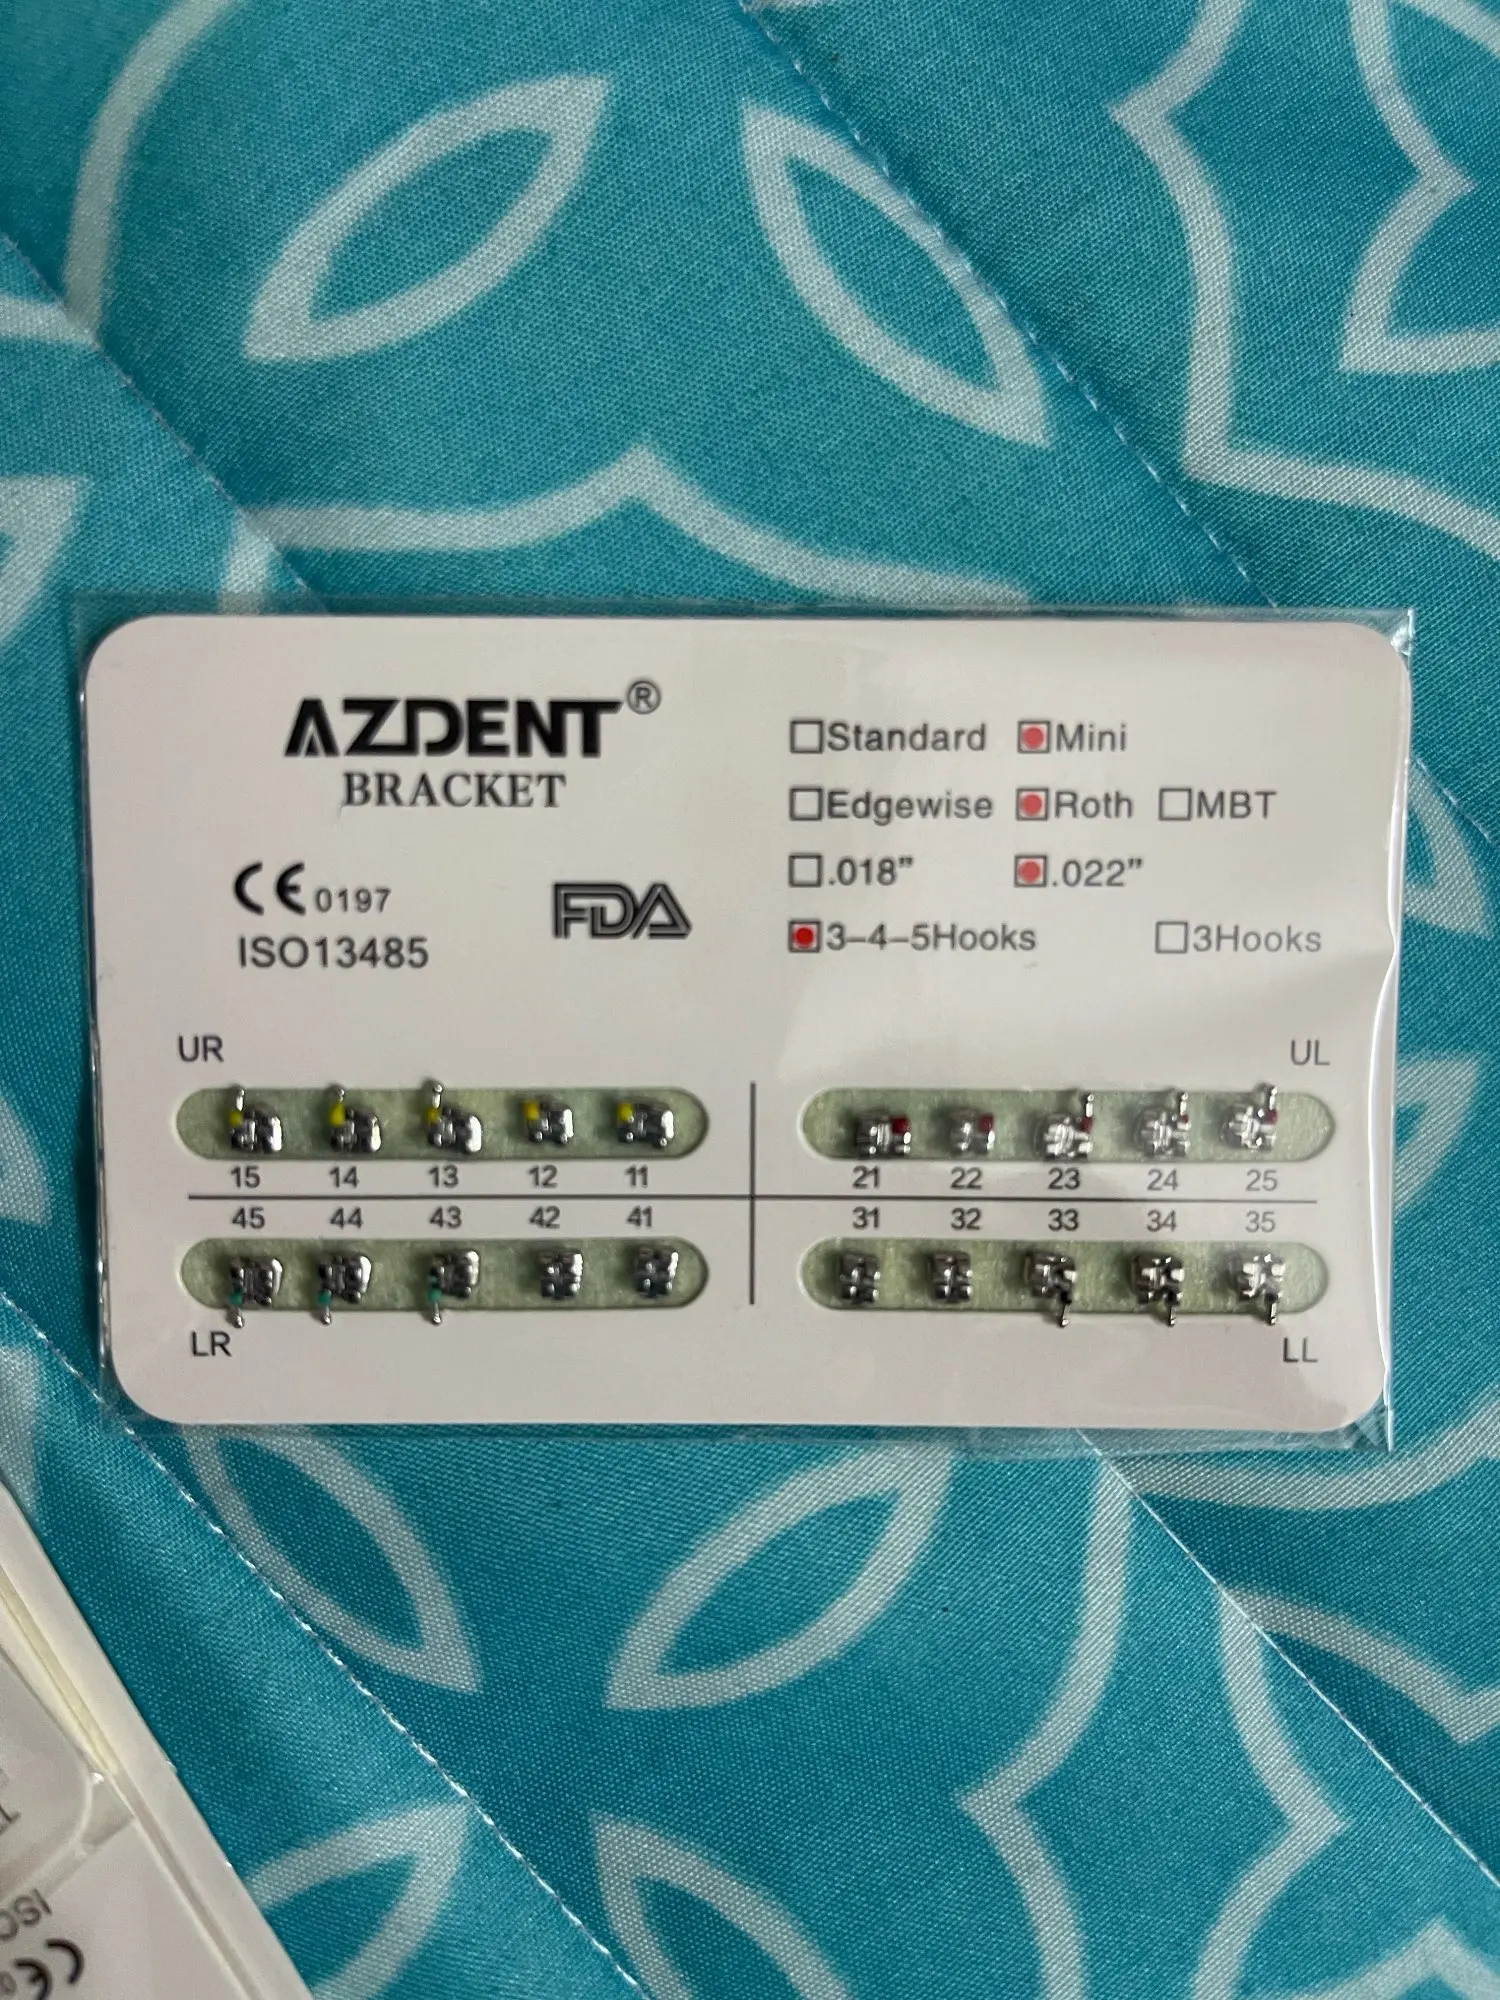 AZDENT®
BRACKET
CE 0197
ISO13485
FDA
Standard Mini
Edgewise Roth MBT
.018" .022"
3-4-5Hooks 3Hooks
UR UL
15 14 13 12 11 21 22 23 24 25
45 44 43 42 41 31 32 33 34 35
LR LL
CE